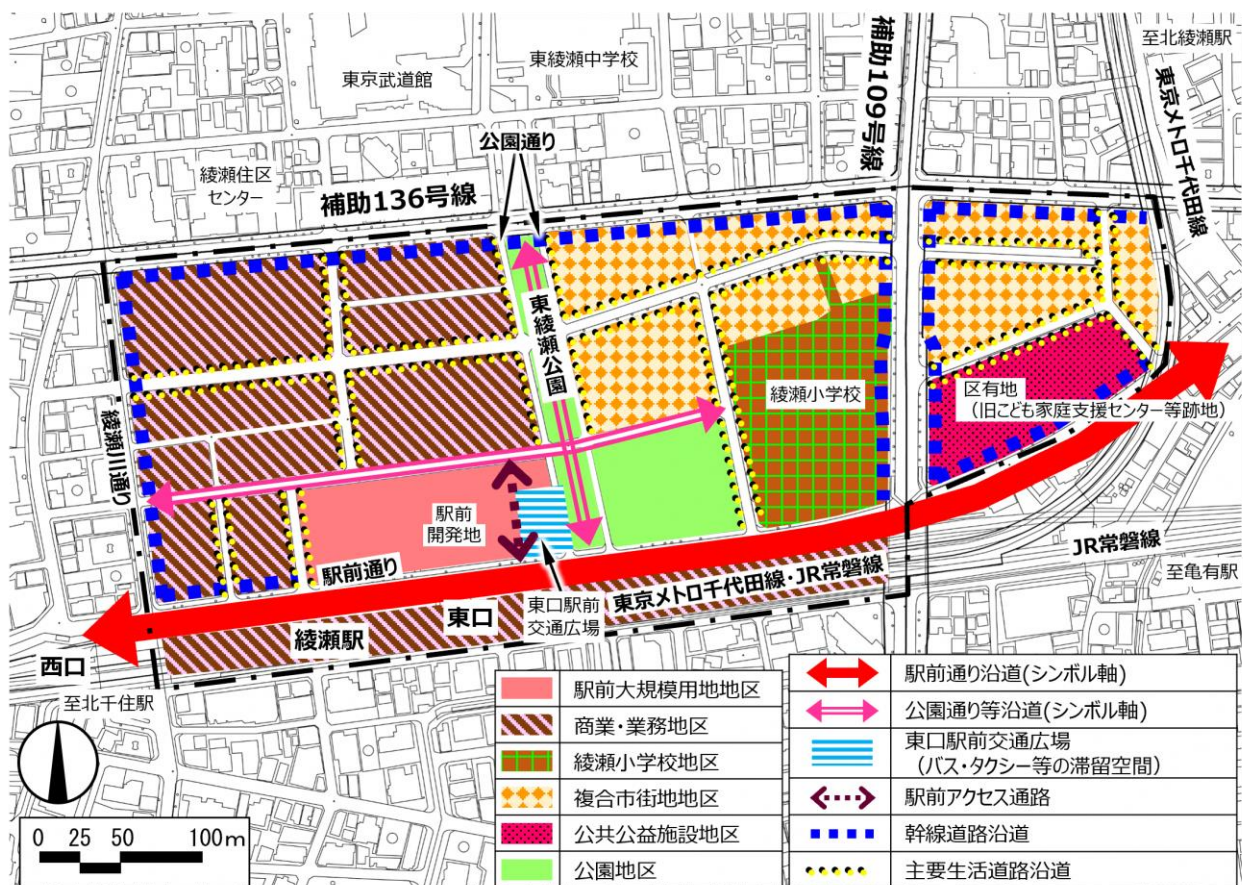 補助109号線
至北綾瀬駅
東綾瀬中学校
東京武道館
東京メトロ千代田線
公園通り
綾瀬住区
センター
補助136号線
東綾瀬公園
綾瀬小学校
区有地
(旧こども家庭支援センター等跡地)
綾瀬川通り
駅前
開発地
駅前通り
JR常磐線
東京メトロ千代田線・JR常磐線
至亀有駅
東口駅前
交通広場
東口
綾瀬駅
西口
至北千住駅
0 25 50 100m
駅前大規模用地地区
商業・業務地区
綾瀬小学校地区
複合市街地地区
公共公益施設地区
公園地区
駅前通り沿道(シンボル軸)
公園通り等沿道(シンボル軸)
東口駅前交通広場
(バス・タクシー等の滞留空間)
駅前アクセス通路
幹線道路沿道
主要生活道路沿道